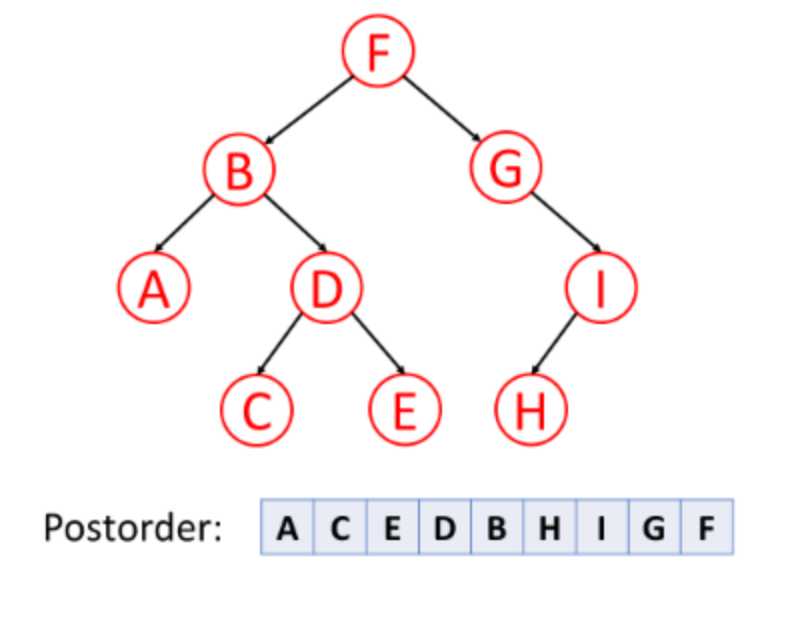 F
B G
A D I
C E H
Postorder: A C E D B H I G F